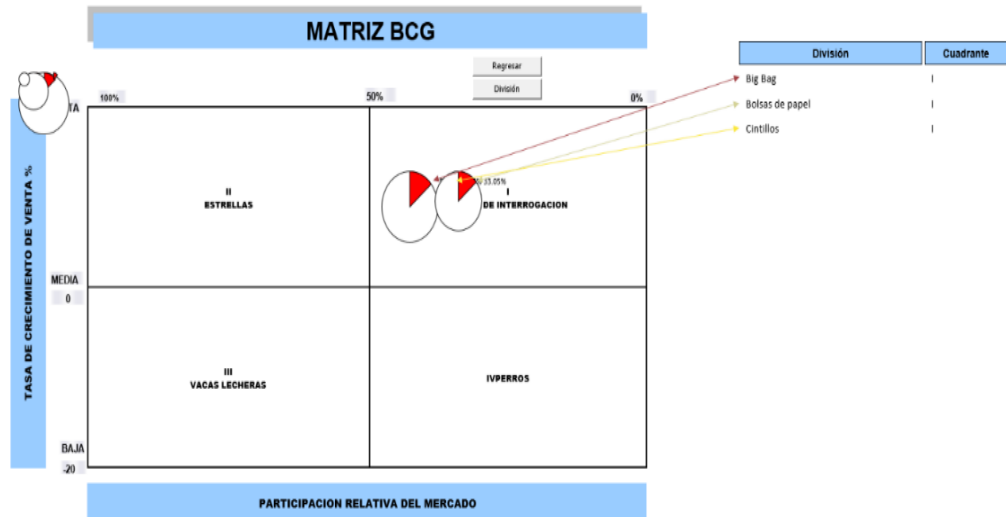 MATRIZ BCG
Regresar
División
División
Cuadrante
Big Bag
I
Bolsas de papel
I
Cintillos
I
100%
50%
0%
TA
TASA DE CRECIMIENTO DE VENTA %
II
ESTRELLAS
I
DE INTERROGACION
MEDIA
0
III
VACAS LECHERAS
IVPERROS
BAJA
-20
PARTICIPACION RELATIVA DEL MERCADO